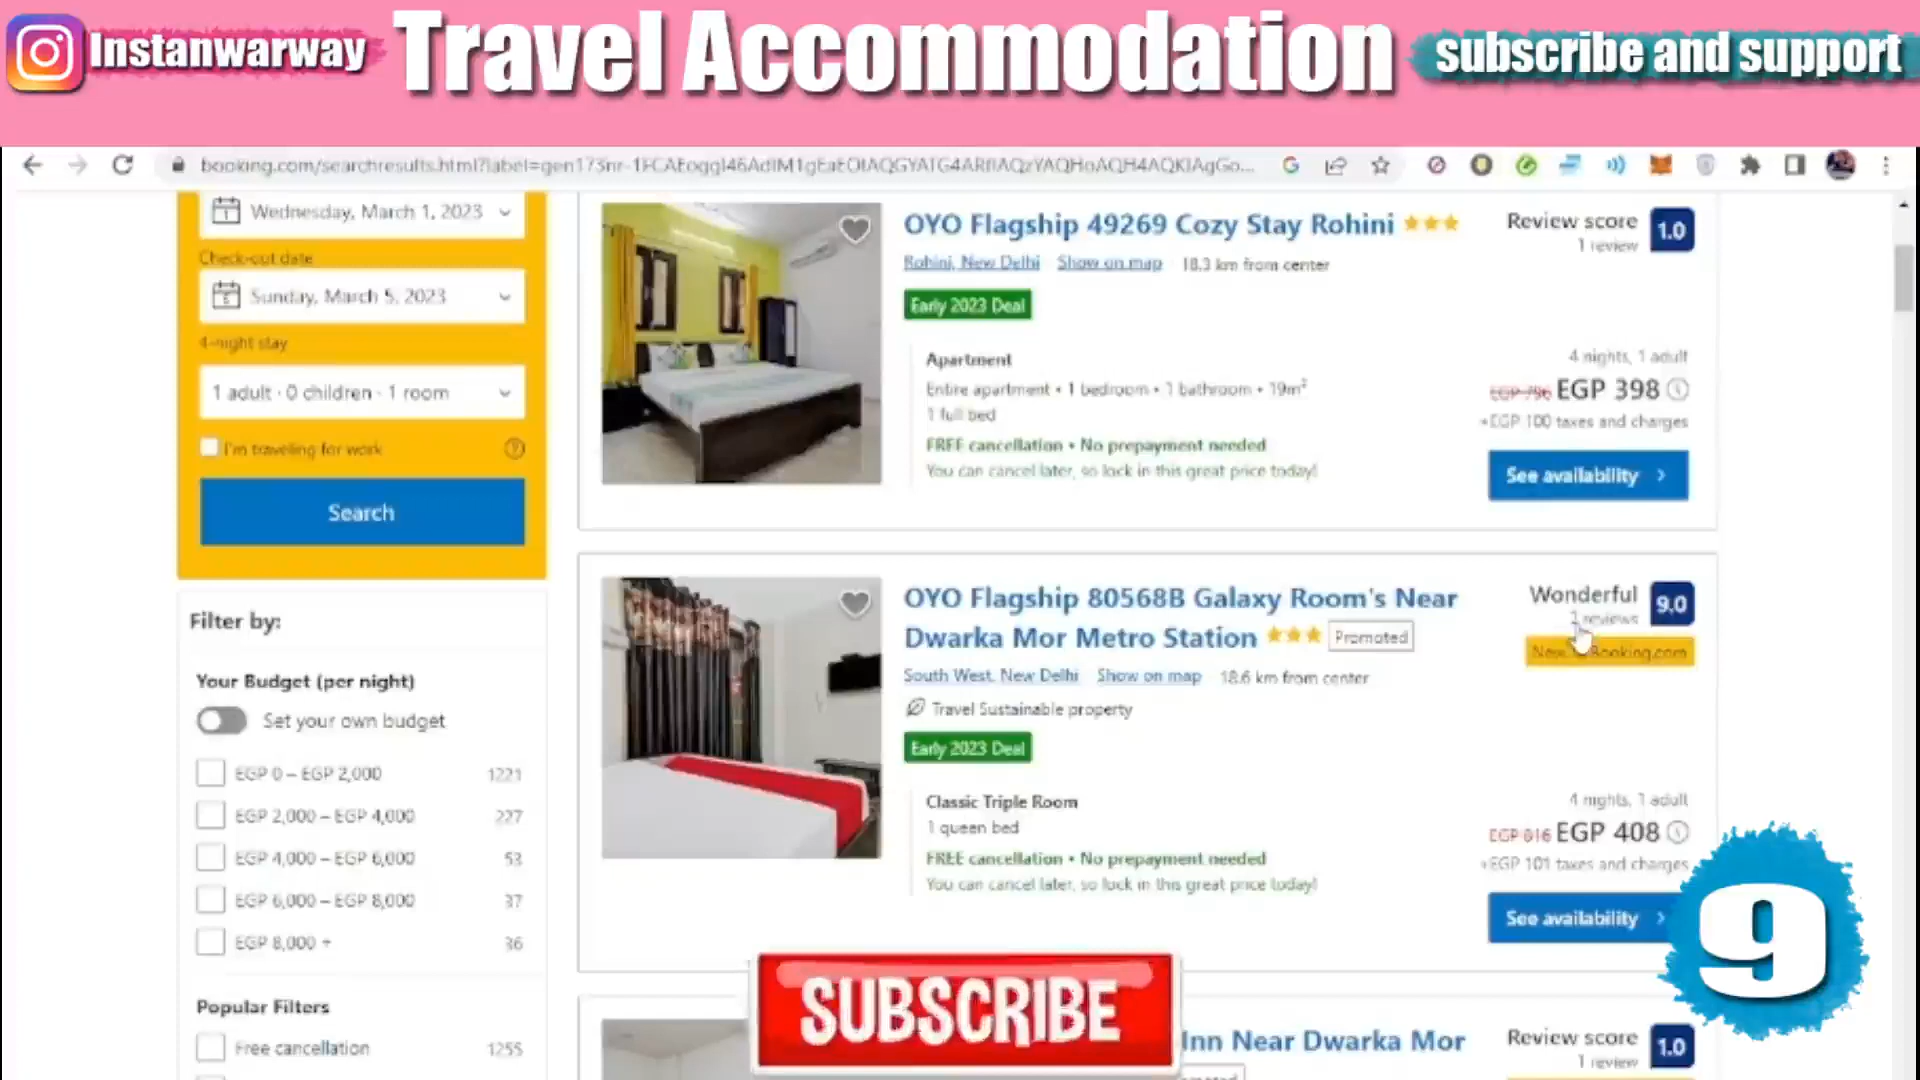 Instanwarway
Travel Accommodation
subscribe and support
booking.com/searchresults.html?label=gen173nr-
Wednesday, March 1, 2023
Check-out date
Sunday, March 5, 2023
4-night stay
1 adult · 0 children · 1 room
I'm traveling for work
Search
Filter by:
Your Budget (per night)
Set your own budget
EGP 0 – EGP 2,000 1221
EGP 2,000 – EGP 4,000 227
EGP 4,000 – EGP 6,000 53
EGP 6,000 – EGP 8,000 37
EGP 8,000 + 36
Popular Filters
Free cancellation 1255
OYO Flagship 49269 Cozy Stay Rohini
Review score 1.0
1 review
Rohini, New Delhi Show on map 18.3 km from center
Early 2023 Deal
Apartment
Entire apartment • 1 bedroom • 1 bathroom • 19m²
1 full bed
FREE cancellation • No prepayment needed
You can cancel later, so lock in this great price today!
4 nights, 1 adult
EGP 796 EGP 398
+EGP 100 taxes and charges
See availability
OYO Flagship 80568B Galaxy Room's Near
Dwarka Mor Metro Station Promoted
Wonderful 9.0
reviews
Booking.com
South West, New Delhi Show on map 18.6 km from center
Travel Sustainable property
Early 2023 Deal
Classic Triple Room
1 queen bed
FREE cancellation • No prepayment needed
You can cancel later, so lock in this great price today!
4 nights, 1 adult
EGP 816 EGP 408
+EGP 101 taxes and charges
See availability
9
SUBSCRIBE
Inn Near Dwarka Mor
Review score 1.0
1 review